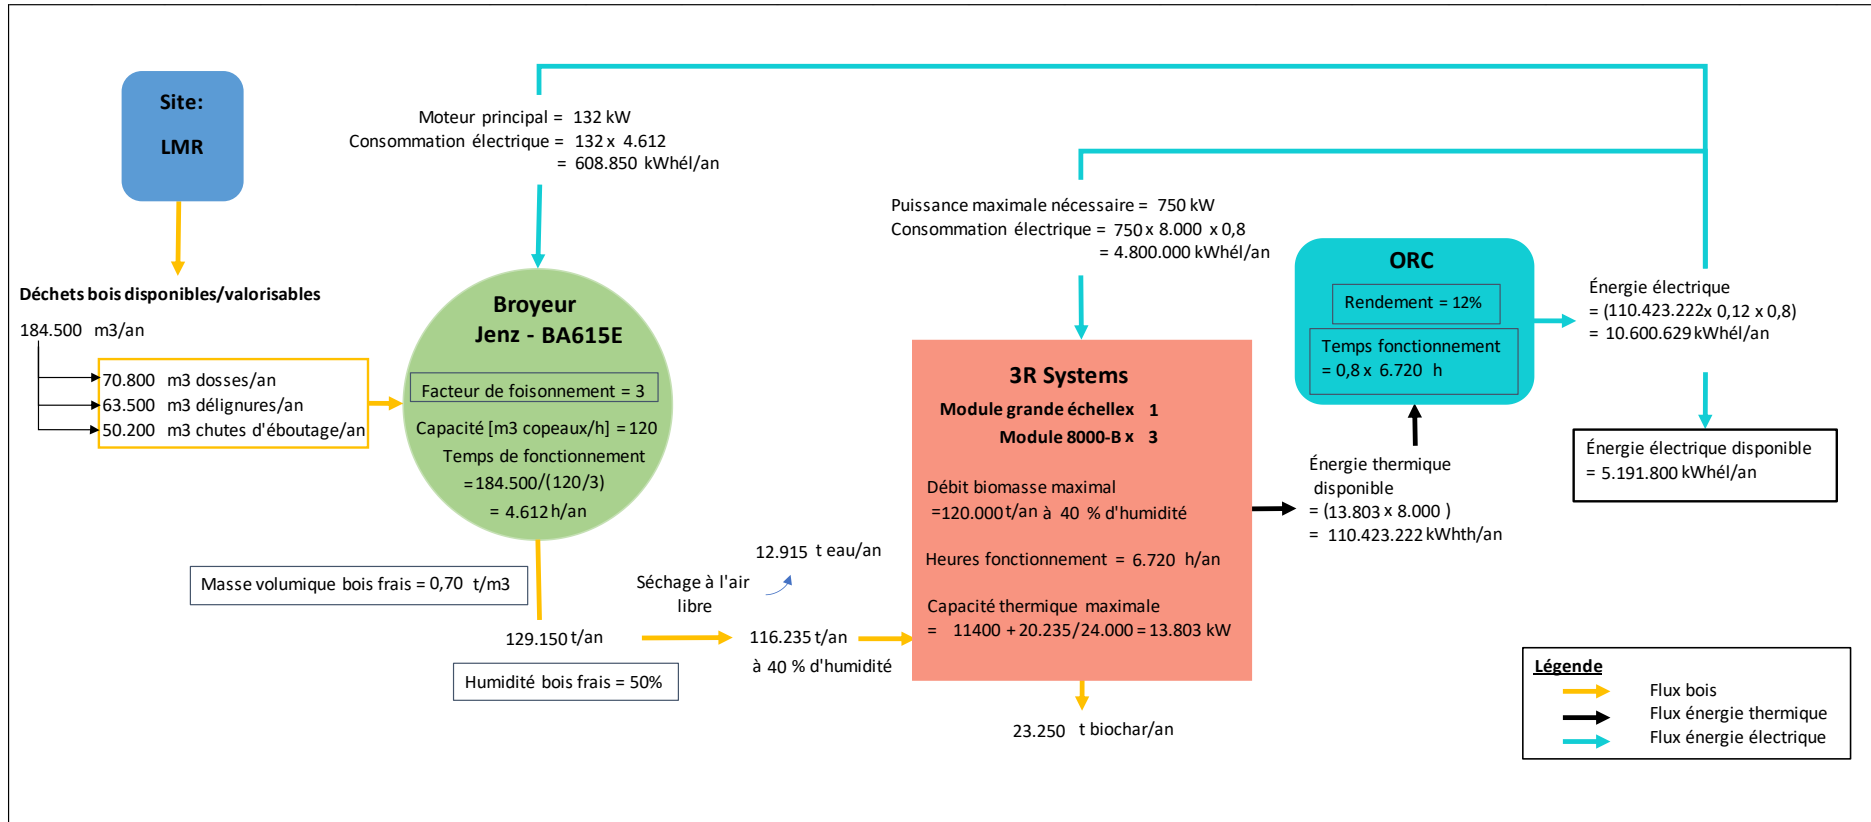 Site:
LMR
Déchets bois disponibles/valorisables
184.500 m3/an
70.800 m3 dosses/an
63.500 m3 délignures/an
50.200 m3 chutes d'éboutage/an
Moteur principal = 132 kW
Consommation électrique = 132 x 4.612
= 608.850 kWhél/an
Broyeur
Jenz - BA615E
Facteur de foisonnement = 3
Capacité [m3 copeaux/h] = 120
Temps de fonctionnement
=184.500/(120/3)
= 4.612 h/an
Masse volumique bois frais = 0,70 t/m3
129.150 t/an
Humidité bois frais = 50%
Séchage à l'air
libre
12.915 t eau/an
116.235 t/an
à 40 % d'humidité
Puissance maximale nécessaire = 750 kW
Consommation électrique = 750 x 8.000 x 0,8
= 4.800.000 kWhél/an
3R Systems
Module grande échellex 1
Module 8000-B x 3
Débit biomasse maximal
=120.000 t/an à 40 % d'humidité
Heures fonctionnement = 6.720 h/an
Capacité thermique maximale
= 11400 + 20.235/24.000 = 13.803 kW
23.250 t biochar/an
Énergie thermique
disponible
= (13.803 x 8.000 )
= 110.423.222 kWhth/an
ORC
Rendement = 12%
Temps fonctionnement
= 0,8 x 6.720 h
Énergie électrique
= (110.423.222 x 0,12 x 0,8)
= 10.600.629 kWhél/an
Énergie électrique disponible
= 5.191.800 kWhél/an
Légende
Flux bois
Flux énergie thermique
Flux énergie électrique